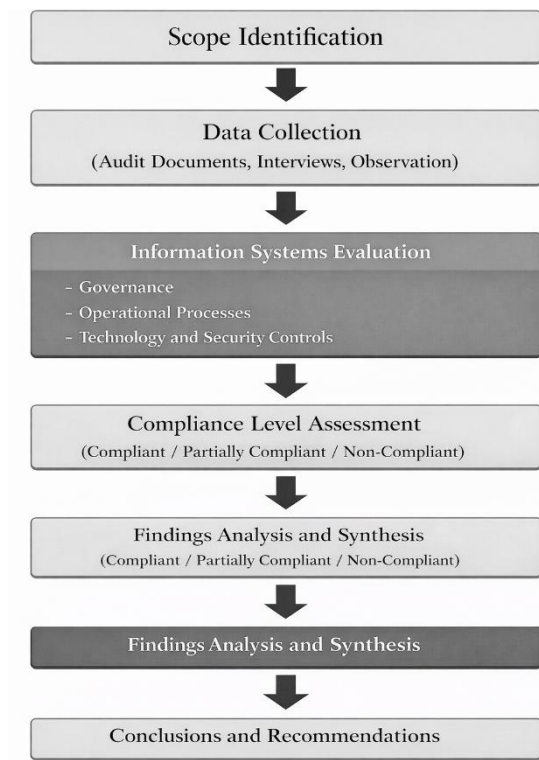 Scope Identification
Data Collection
(Audit Documents, Interviews, Observation)
Information Systems Evaluation
- Governance
- Operational Processes
- Technology and Security Controls
Compliance Level Assessment
(Compliant / Partially Compliant / Non-Compliant)
Findings Analysis and Synthesis
(Compliant / Partially Compliant / Non-Compliant)
Findings Analysis and Synthesis
Conclusions and Recommendations